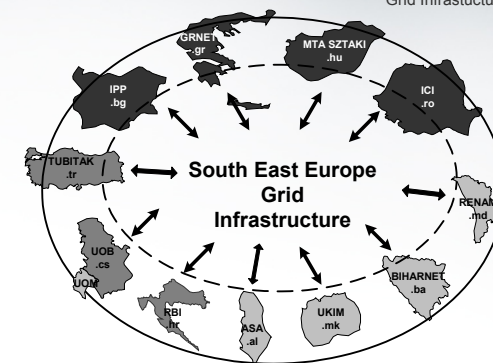 Grid Infrastuctu
GRNET
.gr
MTA SZTAKI
.hu
IPP
.bg
ICI
.ro
TUBITAK
.tr
South East Europe
Grid
Infrastructure
RENAM
.md
UOB
.cs
UOM
BIHARNET
.ba
RBI
.hr
ASA
.al
UKIM
.mk